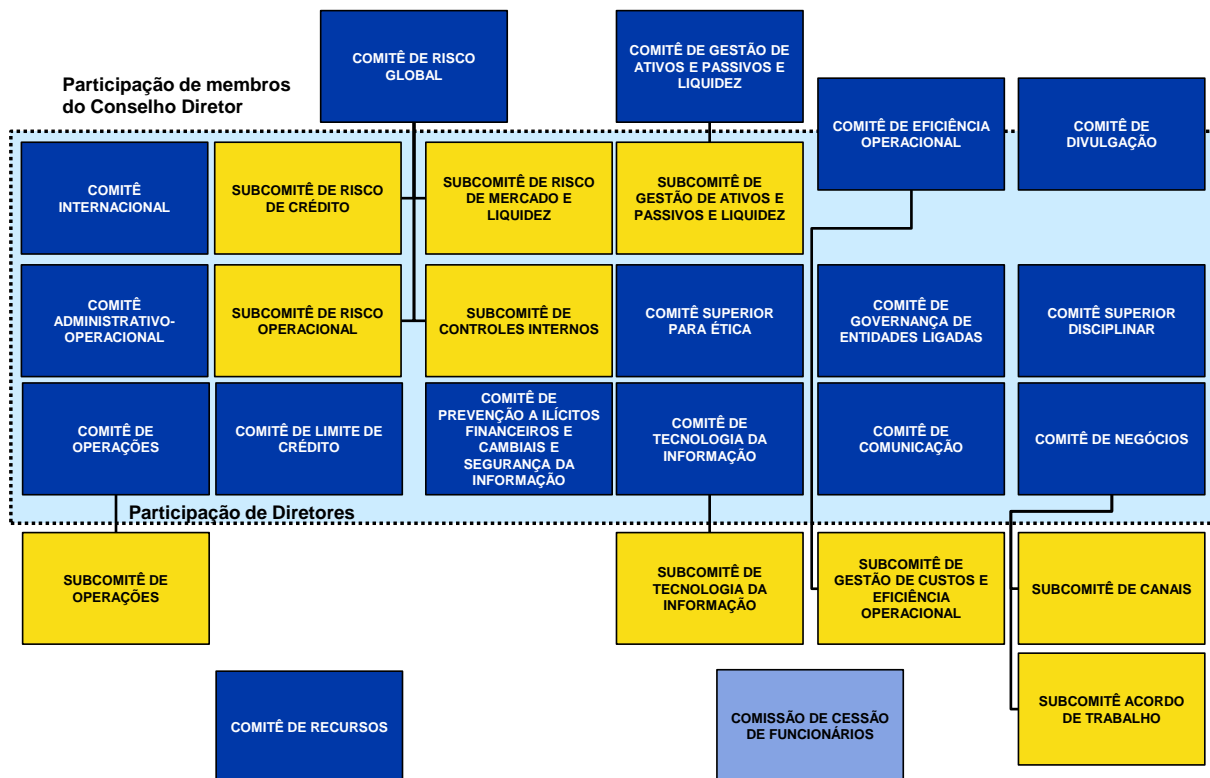 COMITÊ DE RISCO
GLOBAL
COMITÊ DE GESTÃO DE
ATIVOS E PASSIVOS E
LIQUIDEZ
Participação de membros
do Conselho Diretor
COMITÊ DE EFICIÊNCIA
OPERACIONAL
COMITÊ DE
DIVULGAÇÃO
COMITÊ
INTERNACIONAL
SUBCOMITÊ DE RISCO
DE CRÉDITO
SUBCOMITÊ DE RISCO
DE MERCADO E
LIQUIDEZ
SUBCOMITÊ DE
GESTÃO DE ATIVOS E
PASSIVOS E LIQUIDEZ
COMITÊ
ADMINISTRATIVO-
OPERACIONAL
SUBCOMITÊ DE RISCO
OPERACIONAL
SUBCOMITÊ DE
CONTROLES INTERNOS
COMITÊ SUPERIOR
PARA ÉTICA
COMITÊ DE
GOVERNANÇA DE
ENTIDADES LIGADAS
COMITÊ SUPERIOR
DISCIPLINAR
COMITÊ DE
OPERAÇÕES
COMITÊ DE LIMITE DE
CRÉDITO
COMITÊ DE
PREVENÇÃO A ILÍCITOS
FINANCEIROS E
CAMBIAIS E
SEGURANÇA DA
INFORMAÇÃO
COMITÊ DE
TECNOLOGIA DA
INFORMAÇÃO
COMITÊ DE
COMUNICAÇÃO
COMITÊ DE NEGÓCIOS
Participação de Diretores
SUBCOMITÊ DE
OPERAÇÕES
SUBCOMITÊ DE
TECNOLOGIA DA
INFORMAÇÃO
SUBCOMITÊ DE
GESTÃO DE CUSTOS E
EFICIÊNCIA
OPERACIONAL
SUBCOMITÊ DE CANAIS
COMITÊ DE RECURSOS
COMISSÃO DE CESSÃO
DE FUNCIONÁRIOS
SUBCOMITÊ ACORDO
DE TRABALHO